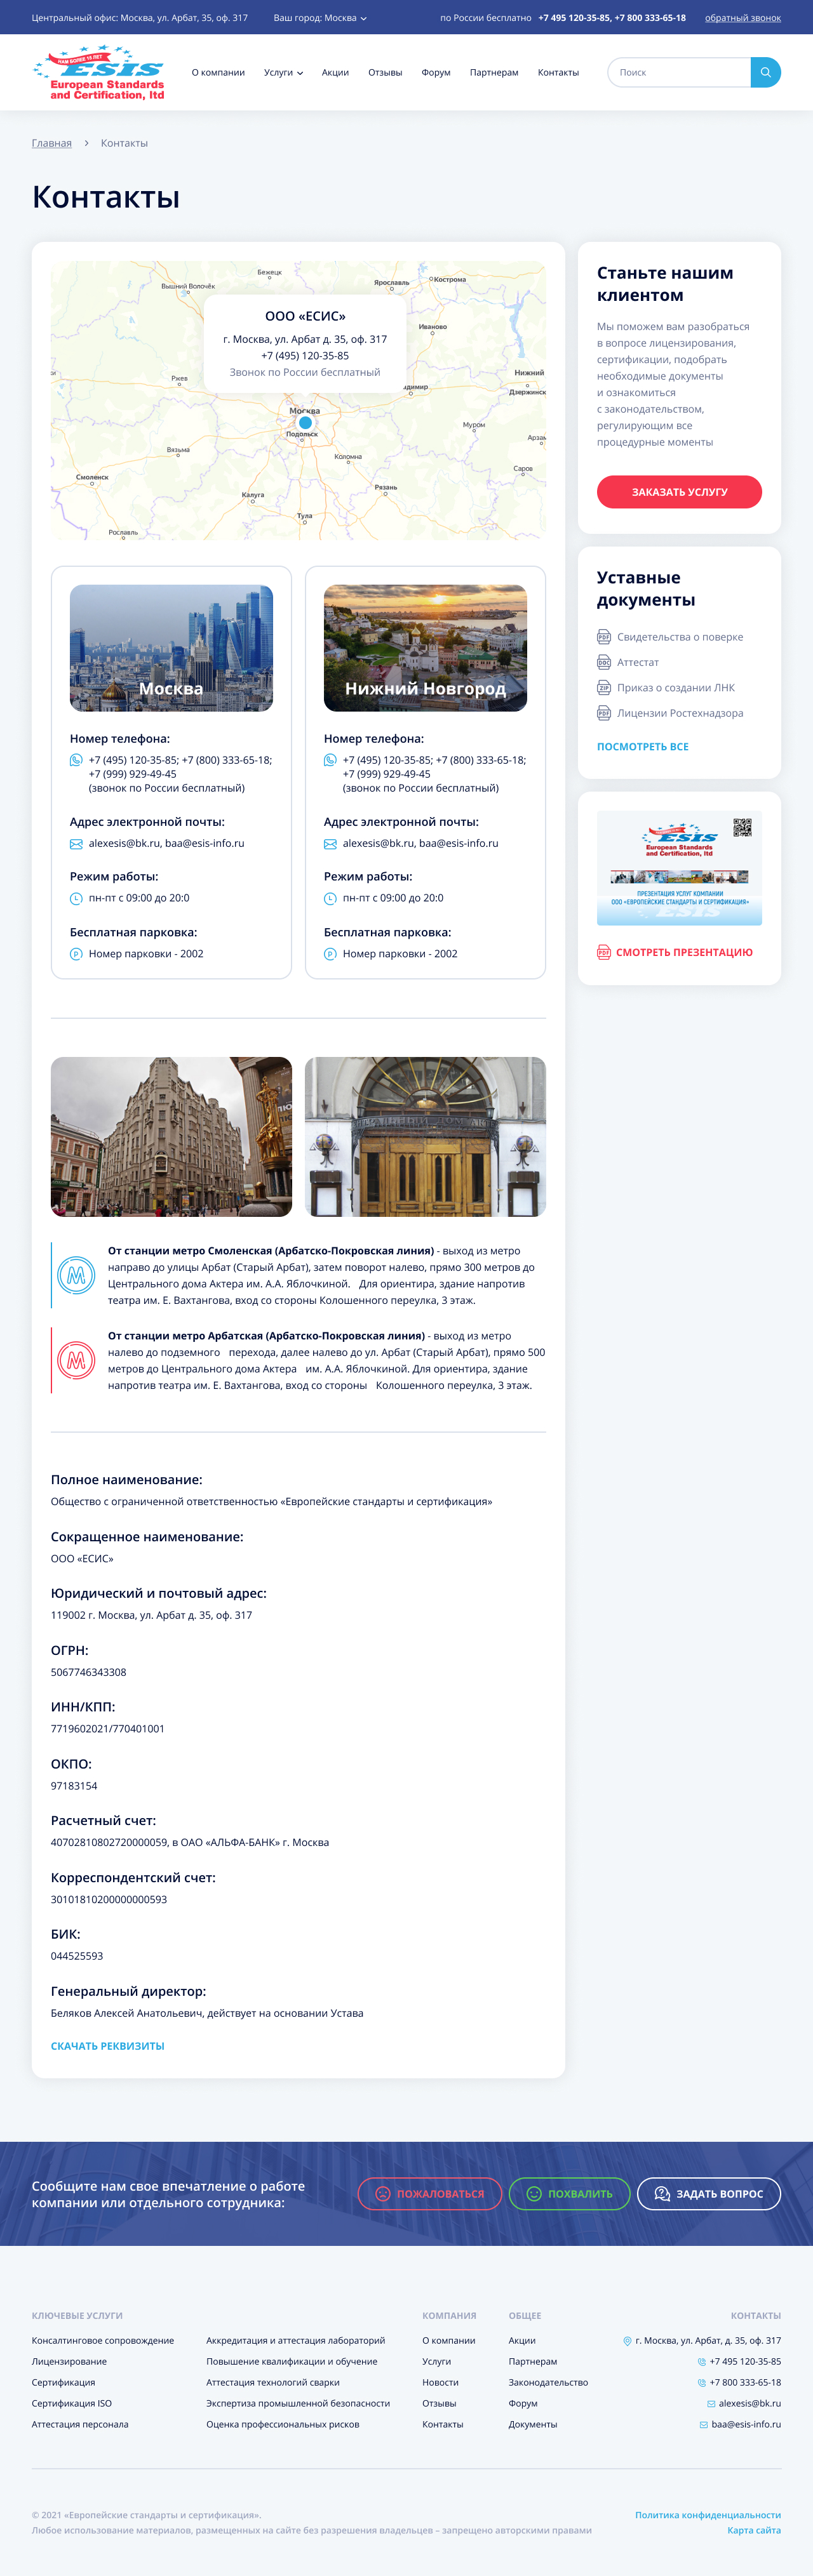 Центральный офис: Москва, ул. Арбат, 35, оф. 317
Ваш город: Москва
по России бесплатно +7 495 120-35-85, +7 800 333-65-18
обратный звонок
НАМ БОЛЕЕ 15 ЛЕТ
ESIS
European Standards
and Certification, ltd
О компании
Услуги
Акции
Отзывы
Форум
Партнерам
Контакты
Поиск
Главная
Контакты
Контакты
Бежецк
Вышний Волочёк
Ярославль
Кострома
Иваново
ООО «ЕСИС»
г. Москва, ул. Арбат д. 35, оф. 317
+7 (495) 120-35-85
Звонок по России бесплатный
Ржев
Нижний
Дзержинск
Москва
Подольск
Муром
Вязьма
Коломна
Саров
Смоленск
Рязань
Калуга
Тула
Рославль
Москва
Номер телефона:
+7 (495) 120-35-85; +7 (800) 333-65-18;
+7 (999) 929-49-45
(звонок по России бесплатный)
Адрес электронной почты:
alexesis@bk.ru, baa@esis-info.ru
Режим работы:
пн-пт с 09:00 до 20:0
Бесплатная парковка:
Номер парковки - 2002
Нижний Новгород
Номер телефона:
+7 (495) 120-35-85; +7 (800) 333-65-18;
+7 (999) 929-49-45
(звонок по России бесплатный)
Адрес электронной почты:
alexesis@bk.ru, baa@esis-info.ru
Режим работы:
пн-пт с 09:00 до 20:0
Бесплатная парковка:
Номер парковки - 2002
От станции метро Смоленская (Арбатско-Покровская линия) - выход из метро
направо до улицы Арбат (Старый Арбат), затем поворот налево, прямо 300 метров до
Центрального дома Актера им. А.А. Яблочкиной. Для ориентира, здание напротив
театра им. Е. Вахтангова, вход со стороны Колошенного переулка, 3 этаж.
От станции метро Арбатская (Арбатско-Покровская линия) - выход из метро
налево до подземного перехода, далее налево до ул. Арбат (Старый Арбат), прямо 500
метров до Центрального дома Актера им. А.А. Яблочкиной. Для ориентира, здание
напротив театра им. Е. Вахтангова, вход со стороны Колошенного переулка, 3 этаж.
Полное наименование:
Общество с ограниченной ответственностью «Европейские стандарты и сертификация»
Сокращенное наименование:
ООО «ЕСИС»
Юридический и почтовый адрес:
119002 г. Москва, ул. Арбат д. 35, оф. 317
ОГРН:
5067746343308
ИНН/КПП:
7719602021/770401001
ОКПО:
97183154
Расчетный счет:
40702810802720000059, в ОАО «АЛЬФА-БАНК» г. Москва
Корреспондентский счет:
30101810200000000593
БИК:
044525593
Генеральный директор:
Беляков Алексей Анатольевич, действует на основании Устава
СКАЧАТЬ РЕКВИЗИТЫ
Станьте нашим
клиентом
Мы поможем вам разобраться
в вопросе лицензирования,
сертификации, подобрать
необходимые документы
и ознакомиться
с законодательством,
регулирующим все
процедурные моменты
ЗАКАЗАТЬ УСЛУГУ
Уставные
документы
PDF Свидетельства о поверке
DOC Аттестат
ZIP Приказ о создании ЛНК
PDF Лицензии Ростехнадзора
ПОСМОТРЕТЬ ВСЕ
ESIS
European Standards
and Certification, ltd
ПРЕЗЕНТАЦИЯ УСЛУГ КОМПАНИИ
ООО «ЕВРОПЕЙСКИЕ СТАНДАРТЫ И СЕРТИФИКАЦИЯ»
PDF СМОТРЕТЬ ПРЕЗЕНТАЦИЮ
Сообщите нам свое впечатление о работе
компании или отдельного сотрудника:
ПОЖАЛОВАТЬСЯ
ПОХВАЛИТЬ
ЗАДАТЬ ВОПРОС
КЛЮЧЕВЫЕ УСЛУГИ
Консалтинговое сопровождение
Лицензирование
Сертификация
Сертификация ISO
Аттестация персонала
Аккредитация и аттестация лабораторий
Повышение квалификации и обучение
Аттестация технологий сварки
Экспертиза промышленной безопасности
Оценка профессиональных рисков
КОМПАНИЯ
О компании
Услуги
Новости
Отзывы
Контакты
ОБЩЕЕ
Акции
Партнерам
Законодательство
Форум
Документы
КОНТАКТЫ
г. Москва, ул. Арбат, д. 35, оф. 317
+7 495 120-35-85
+7 800 333-65-18
alexesis@bk.ru
baa@esis-info.ru
© 2021 «Европейские стандарты и сертификация».
Любое использование материалов, размещенных на сайте без разрешения владельцев – запрещено авторскими правами
Политика конфиденциальности
Карта сайта